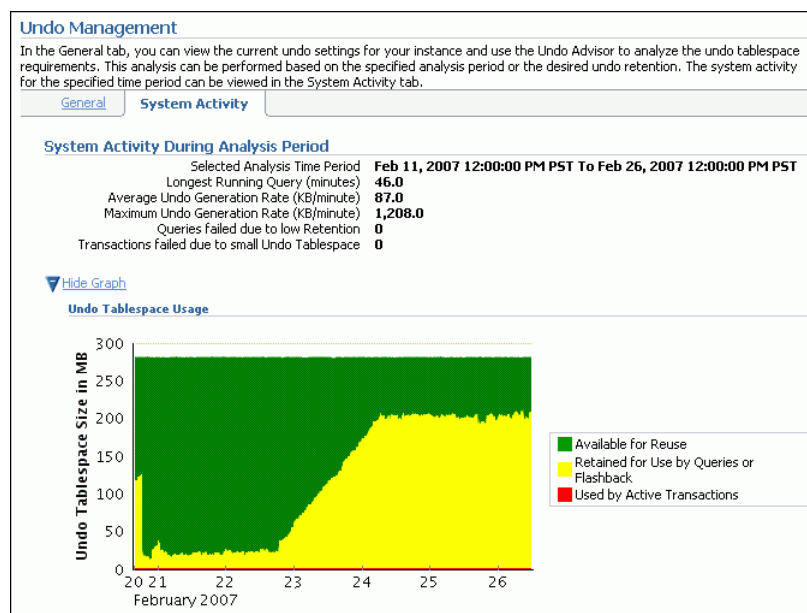 Undo Management
In the General tab, you can view the current undo settings for your instance and use the Undo Advisor to analyze the undo tablespace
requirements. This analysis can be performed based on the specified analysis period or the desired undo retention. The system activity
for the specified time period can be viewed in the System Activity tab.
General System Activity
System Activity During Analysis Period
Selected Analysis Time Period Feb 11, 2007 12:00:00 PM PST To Feb 26, 2007 12:00:00 PM PST
Longest Running Query (minutes) 46.0
Average Undo Generation Rate (KB/minute) 87.0
Maximum Undo Generation Rate (KB/minute) 1,208.0
Queries failed due to low Retention 0
Transactions failed due to small Undo Tablespace 0
Hide Graph
Undo Tablespace Usage
Undo Tablespace Size in MB
300
250
200
150
100
50
0
20 21 22 23 24 25 26
February 2007
Available for Reuse
Retained for Use by Queries or
Flashback
Used by Active Transactions